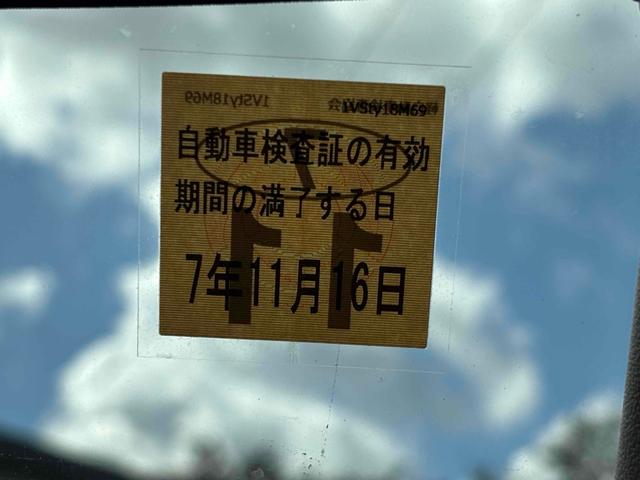 1VSty18M69
自動車検査証の有効
期間の満了する日
7年11月16日